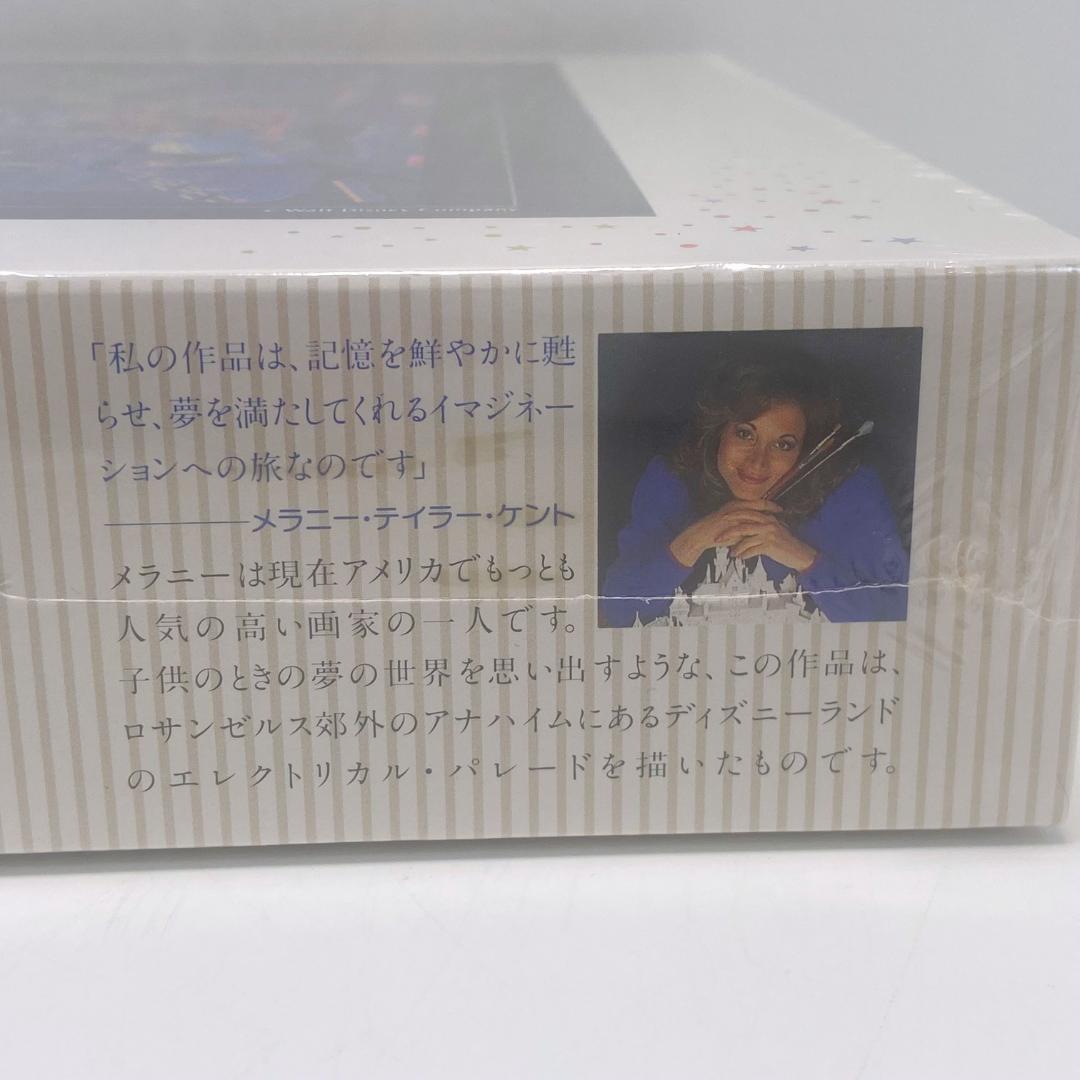 © Walt Disney Company
「私の作品は、記憶を鮮やかに甦
らせ、夢を満たしてくれるイマジネー
ションへの旅なのです」
――メラニー・テイラー・ケント
メラニーは現在アメリカでもっとも
人気の高い画家の一人です。
子供のときの夢の世界を思い出すような、この作品は、
ロサンゼルス郊外のアナハイムにあるディズニーランド
のエレクトリカル・パレードを描いたものです。